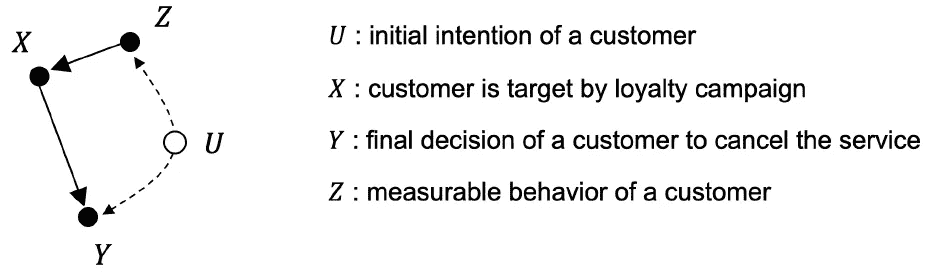 Z
X
U
Y
U : initial intention of a customer
X : customer is target by loyalty campaign
Y : final decision of a customer to cancel the service
Z : measurable behavior of a customer